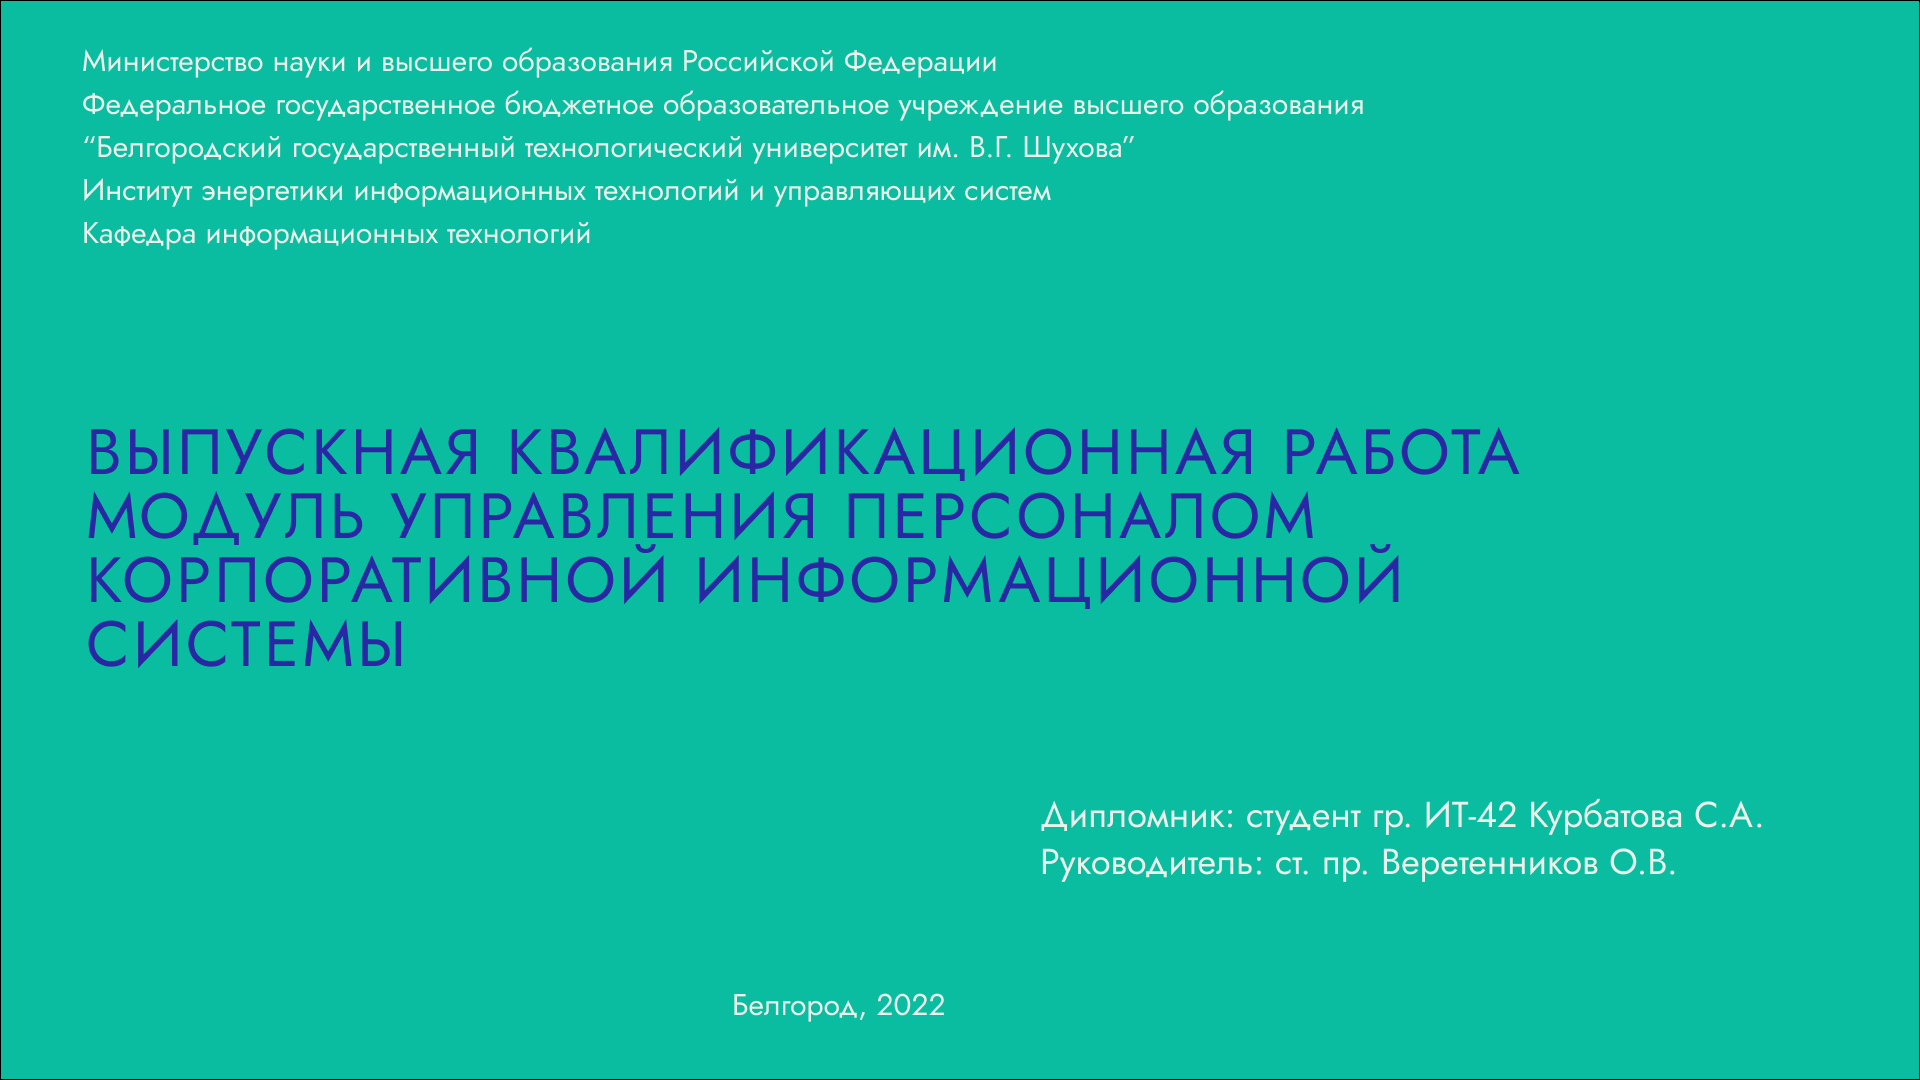 Министерство науки и высшего образования Российской Федерации
Федеральное государственное бюджетное образовательное учреждение высшего образования
“Белгородский государственный технологический университет им. В.Г. Шухова”
Институт энергетики информационных технологий и управляющих систем
Кафедра информационных технологий
ВЫПУСКНАЯ КВАЛИФИКАЦИОННАЯ РАБОТА
МОДУЛЬ УПРАВЛЕНИЯ ПЕРСОНАЛОМ
КОРПОРАТИВНОЙ ИНФОРМАЦИОННОЙ
СИСТЕМЫ
Дипломник: студент гр. ИТ-42 Курбатова С.А.
Руководитель: ст. пр. Веретенников О.В.
Белгород, 2022